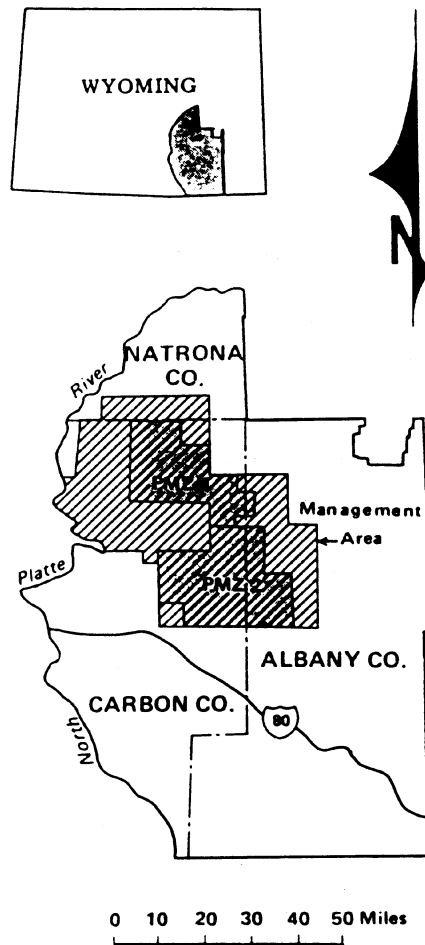 WYOMING
N
NATRONA
CO.
River
PMZ
Management
Area
Platte
PMZ 2
ALBANY CO.
CARBON CO.
80
North
0 10 20 30 40 50 Miles